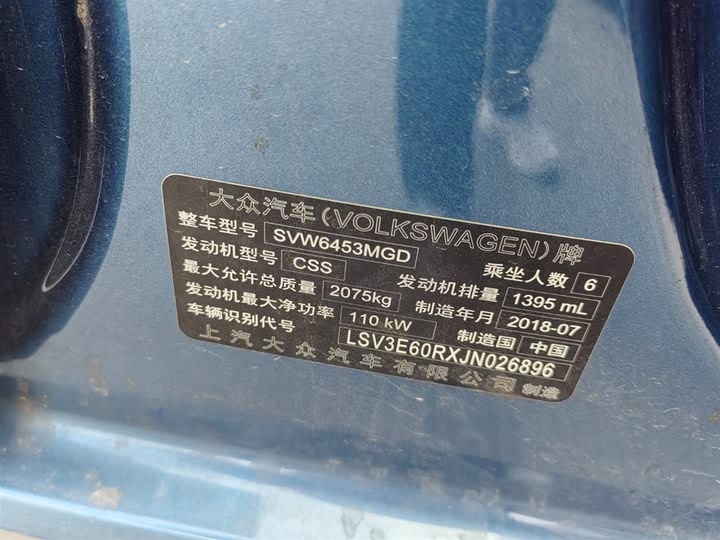 大众汽车(VOLKSWAGEN)牌
整车型号 SVW6453MGD 乘坐人数 6
发动机型号 CSS 发动机排量 1395 mL
最大允许总质量 2075kg 制造年月 2018-07
发动机最大净功率 110 kW 制造国 中国
车辆识别代号 LSV3E60RXJN026896
上汽大众汽车有限公司 制造